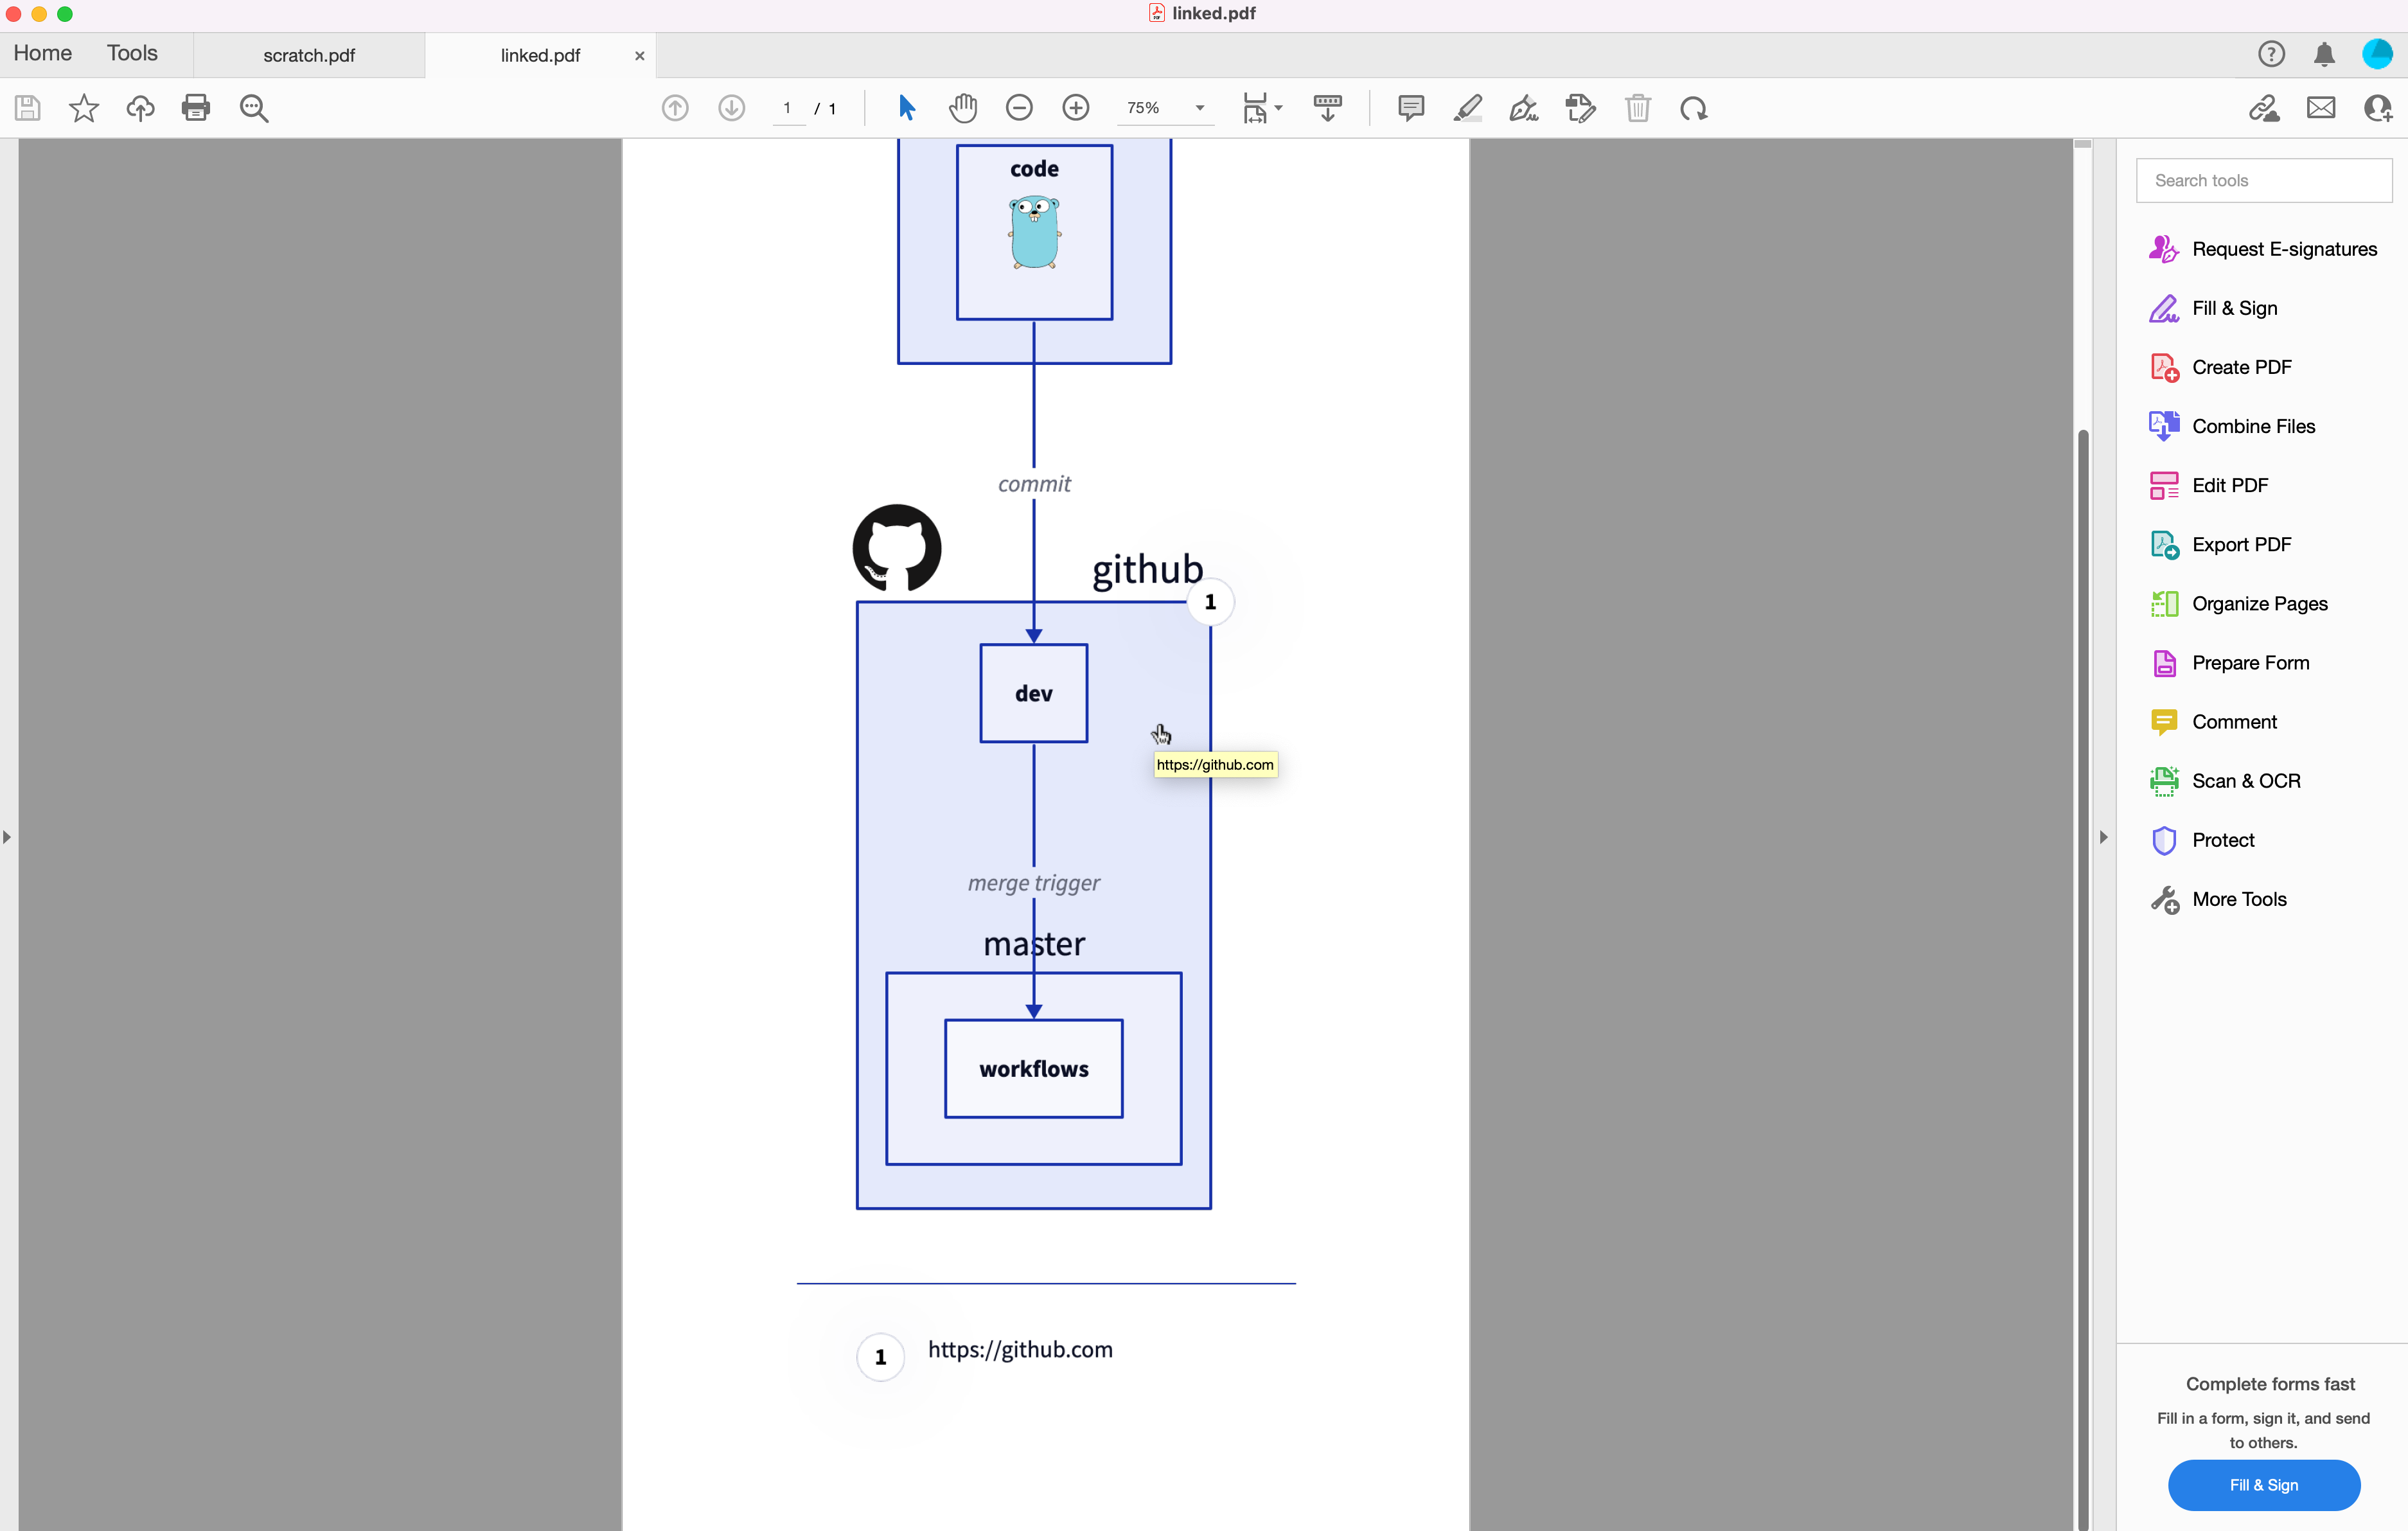 linked.pdf
Home
Tools
scratch.pdf
linked.pdf
1 / 1
75%
Search tools
Request E-signatures
Fill & Sign
Create PDF
Combine Files
Edit PDF
Export PDF
Organize Pages
Prepare Form
Comment
Scan & OCR
Protect
More Tools
Complete forms fast
Fill in a form, sign it, and send
to others.
Fill & Sign
code
commit
github
1
dev
https://github.com
merge trigger
master
workflows
1
https://github.com